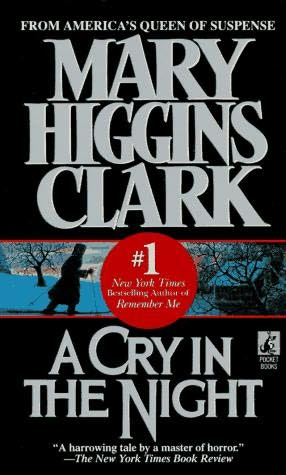 FROM AMERICA'S QUEEN OF SUSPENSE
MARY
HIGGINS
CLARK
#1
New York Times
Bestselling Author of
Remember Me
A CRY IN
THE NIGHT
POCKET
BOOKS
"A harrowing tale by a master of horror."
—The New York Times Book Review